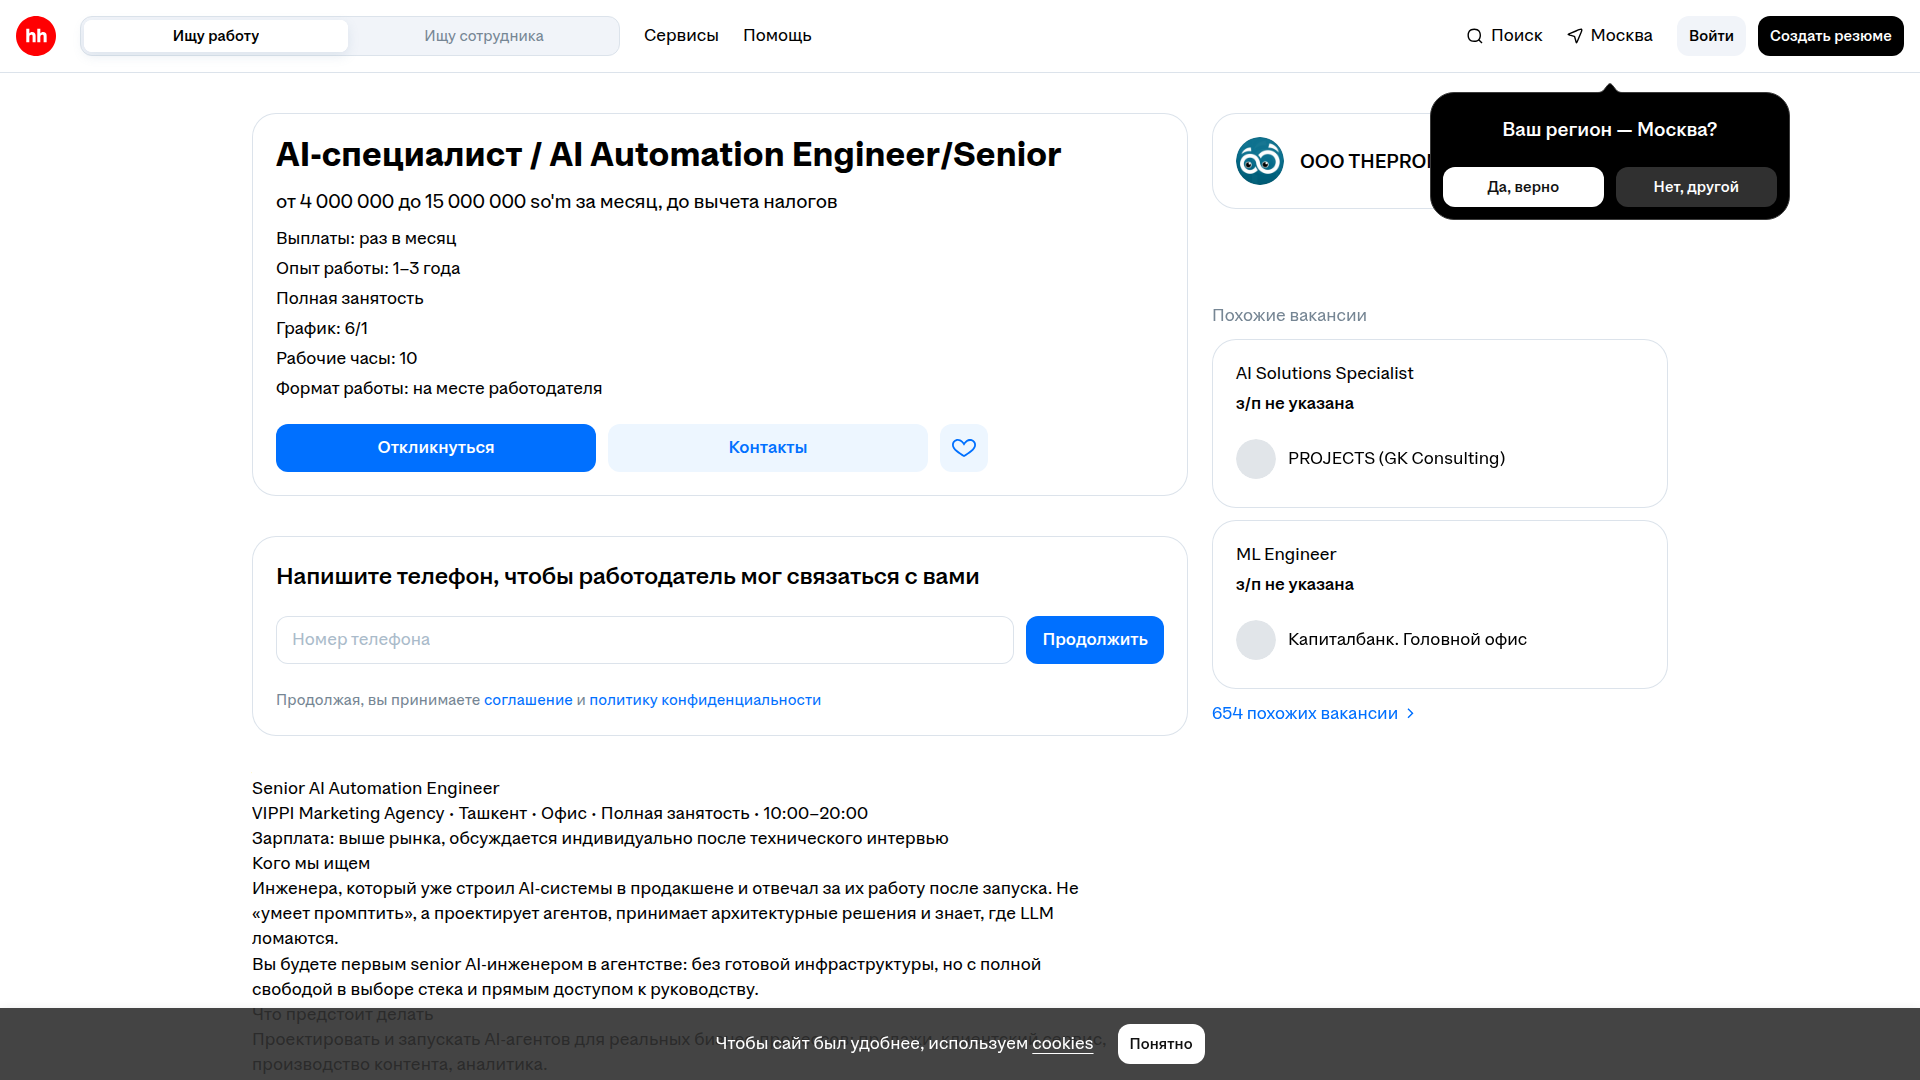 hh
Ищу работу
Ищу сотрудника
Сервисы
Помощь
Поиск
Москва
Войти
Создать резюме
Ваш регион — Москва?
Да, верно
Нет, другой
AI-специалист / AI Automation Engineer/Senior
от 4 000 000 до 15 000 000 so'm за месяц, до вычета налогов
Выплаты: раз в месяц
Опыт работы: 1–3 года
Полная занятость
График: 6/1
Рабочие часы: 10
Формат работы: на месте работодателя
Откликнуться
Контакты
ООО
Похожие вакансии
AI Solutions Specialist
з/п не указана
PROJECTS (GK Consulting)
ML Engineer
з/п не указана
Капиталбанк. Головной офис
654 похожих вакансии
Напишите телефон, чтобы работодатель мог связаться с вами
Номер телефона
Продолжить
Продолжая, вы принимаете соглашение и политику конфиденциальности
Senior AI Automation Engineer
VIPPI Marketing Agency • Ташкент • Офис • Полная занятость • 10:00–20:00
Зарплата: выше рынка, обсуждается индивидуально после технического интервью
Кого мы ищем
Инженера, который уже строил AI-системы в продакшене и отвечал за их работу после запуска. Не
«умеет промптить», а проектирует агентов, принимает архитектурные решения и знает, где LLM
ломаются.
Вы будете первым senior AI-инженером в агентстве: без готовой инфраструктуры, но с полной
свободой в выборе стека и прямым доступом к руководству.
Что предстоит делать
Проектировать и запускать AI-агентов для реальных
производство контента, аналитика.
Чтобы сайт был удобнее, используем cookies
Понятно